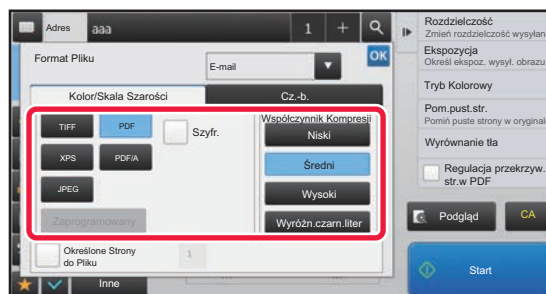 Adres aaa 1 +
Format Pliku
E-mail
OK
Kolor/Skala Szarości
Cz.-b.
TIFF
PDF
Szyfr.
XPS
PDF/A
JPEG
Zaprogramowany
Współczynnik Kompresji
Niski
Średni
Wysoki
Wyróżn.czarn.liter
Określone Strony
do Pliku
1
Inne
Rozdzielczość
Zmień rozdzielczość wysyłan
Ekspozycja
Określ ekspoz. wysył. obrazu
Tryb Kolorowy
Pom.pust.str.
Pomiń puste strony w oryginal
Wyrównanie tła
Regulacja przekrzyw.
str.w PDF
Podgląd
CA
Start